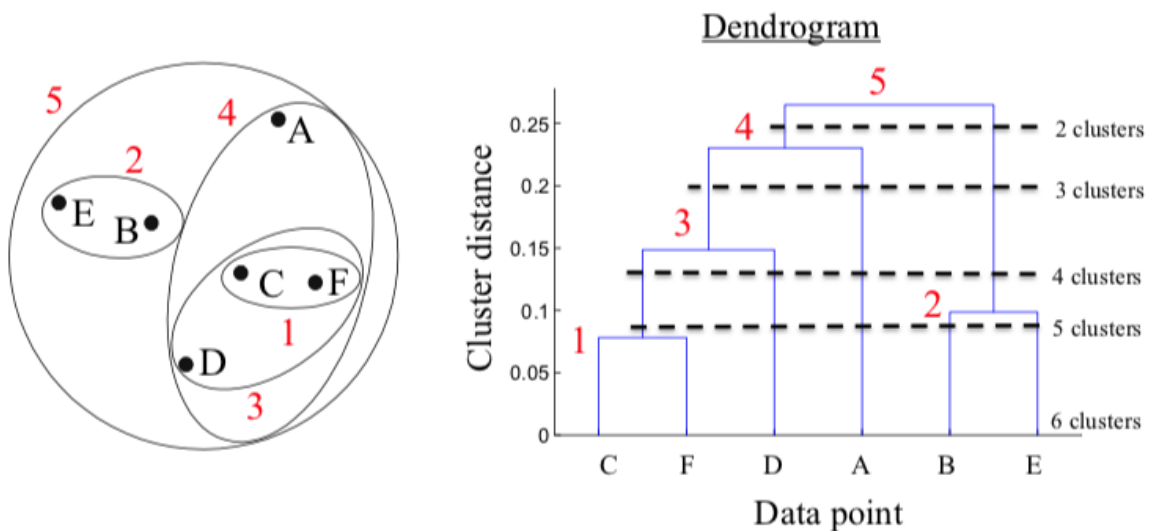 5
4
A
2
E
B
C
F
1
D
3
Dendrogram
5
0.25
4
2 clusters
0.2
3 clusters
3
0.15
4 clusters
0.1
2
5 clusters
1
0.05
6 clusters
0
C F D A B E
Cluster distance
Data point